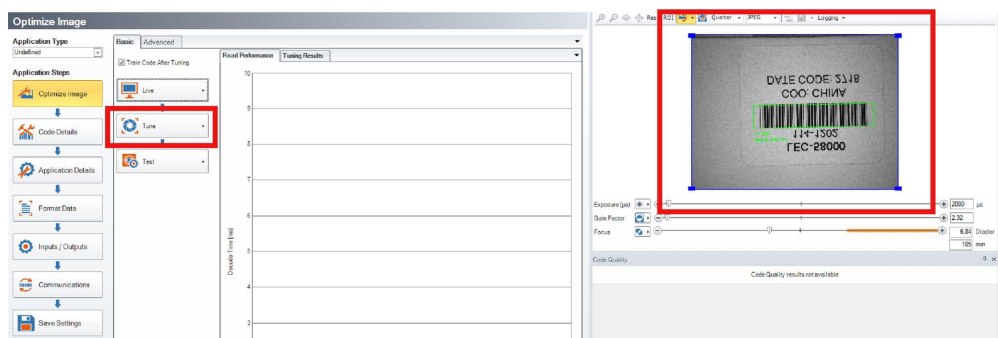 Optimize Image
Application Type
Undefined
Application Steps
Optimize Image
Code Details
Application Details
Format Data
Inputs / Outputs
Communications
Save Settings
Basic Advanced
Train Code After Tuning
Live
Tune
Test
Read Performance Tuning Results
10
9
8
7
6
5
4
3
Decode Time [ms]
ROI Quarter JPEG Logging
DATE CODE: 2718
COO: CHINA
114-1202
LEC-58000
Exposure (µs) 2000 µs
Gain Factor 2.32
Focus 6.84 Diopter
105 mm
Code Quality
Code Quality results not available